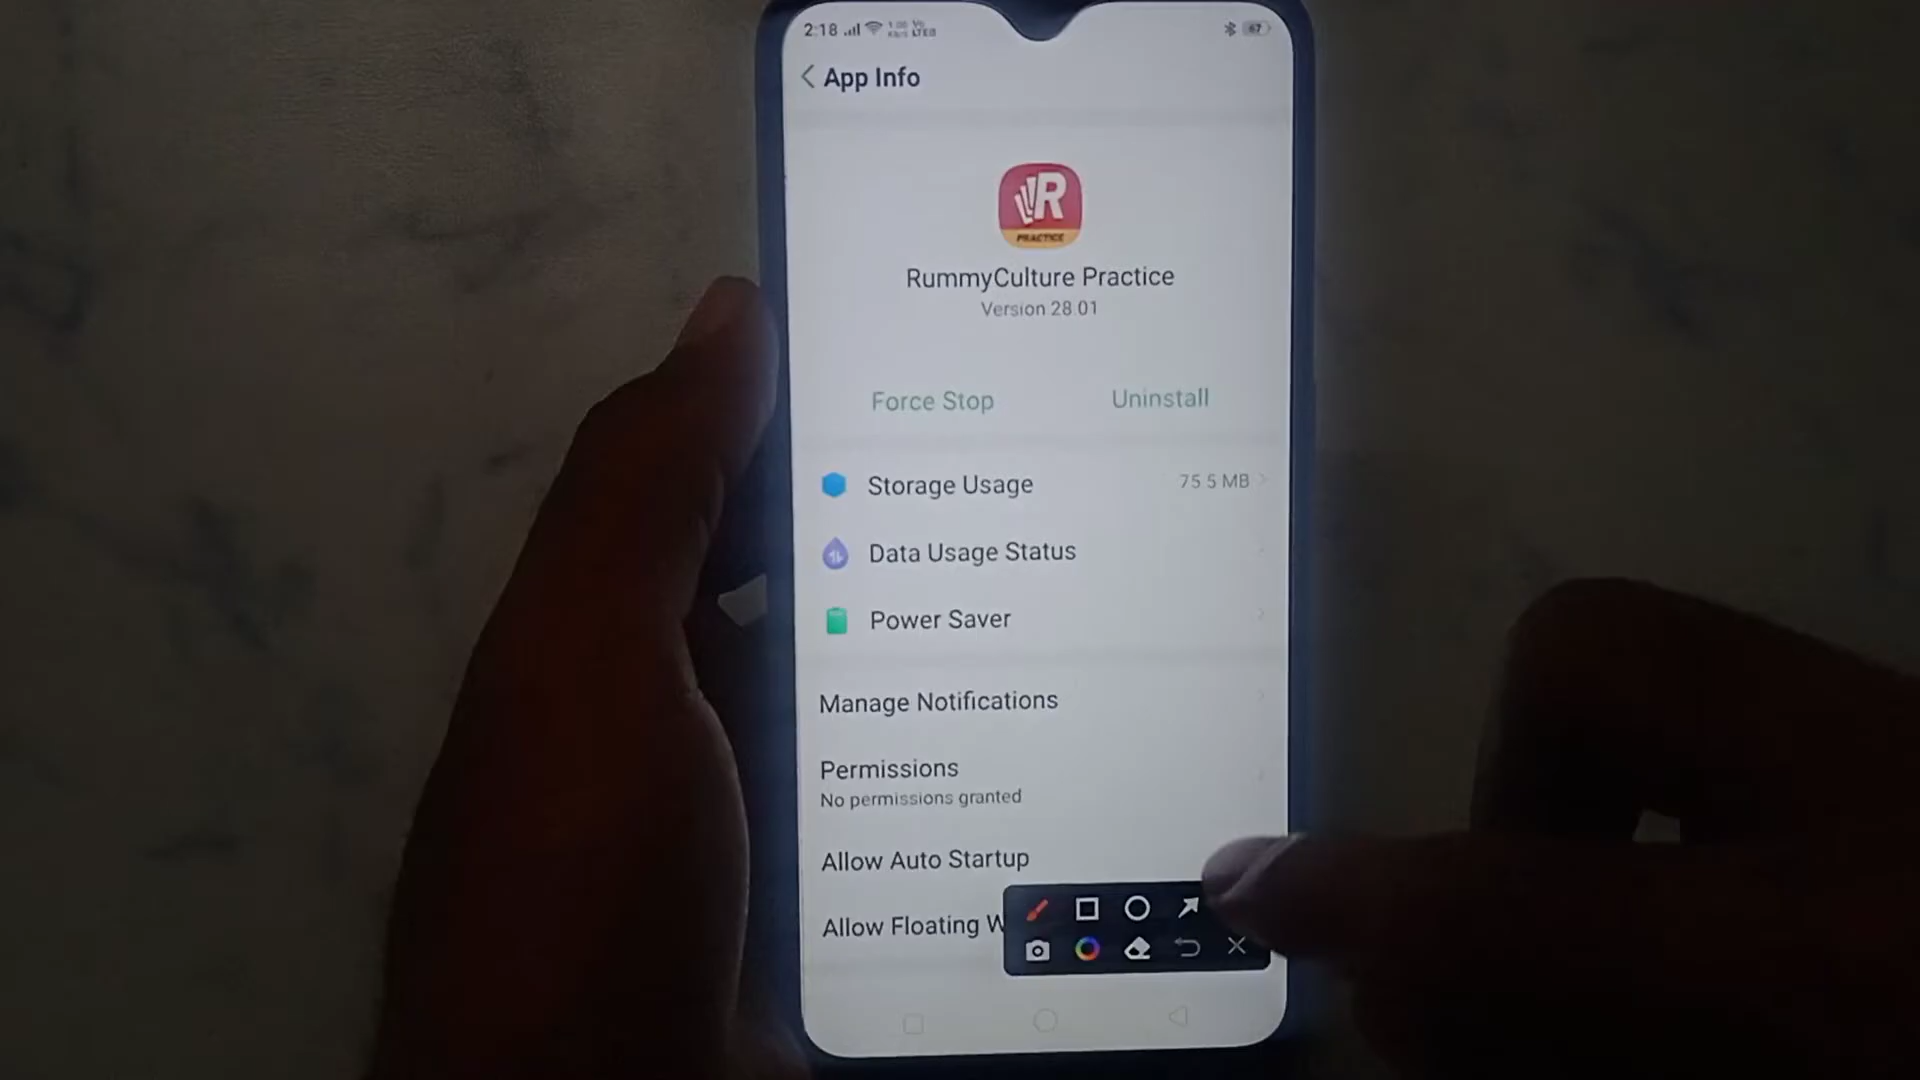 2:18 67
App Info
R
PRACTICE
RummyCulture Practice
Version 28.01
Force Stop Uninstall
Storage Usage 75.5 MB
Data Usage Status
Power Saver
Manage Notifications
Permissions
No permissions granted
Allow Auto Startup
Allow Floating W